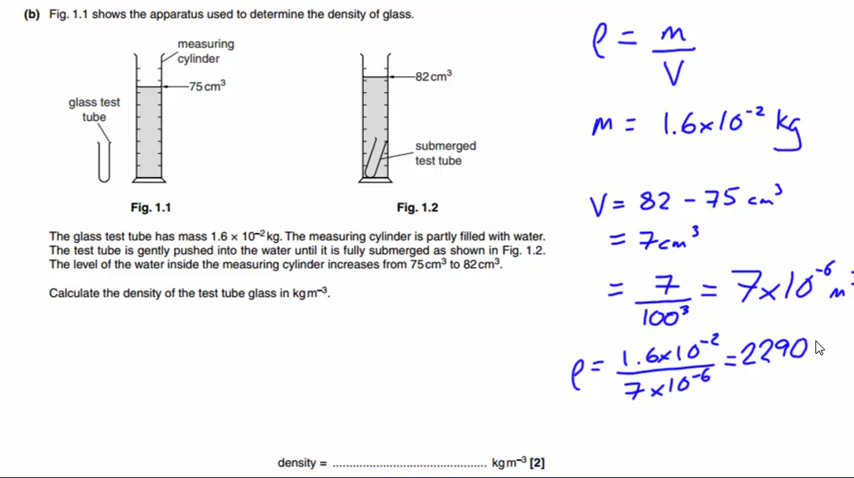 (b) Fig. 1.1 shows the apparatus used to determine the density of glass.
measuring
cylinder
75 cm³
glass test
tube
82 cm³
submerged
test tube
Fig. 1.1
Fig. 1.2
The glass test tube has mass 1.6 × 10⁻² kg. The measuring cylinder is partly filled with water.
The test tube is gently pushed into the water until it is fully submerged as shown in Fig. 1.2.
The level of the water inside the measuring cylinder increases from 75 cm³ to 82 cm³.
Calculate the density of the test tube glass in kg m⁻³.
density = ................................................ kg m⁻³ [2]
ρ = m/V
m = 1.6×10⁻² kg
V = 82 - 75 cm³
= 7cm³
= 7/100³ = 7×10⁻⁶ m
ρ = 1.6×10⁻²/7×10⁻⁶ = 2290